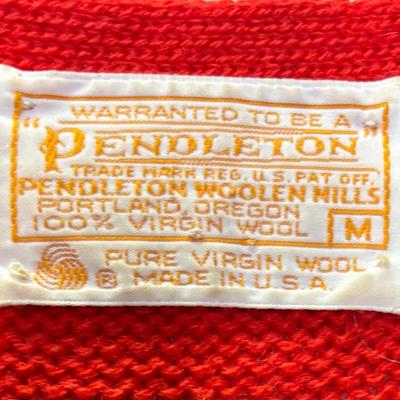 WARRANTED TO BE A
"PENDLETON"
TRADE MARK REG. U.S. PAT OFF.
PENDLETON WOOLEN MILLS
PORTLAND, OREGON
100% VIRGIN WOOL M
PURE VIRGIN WOOL
® MADE IN U.S.A.